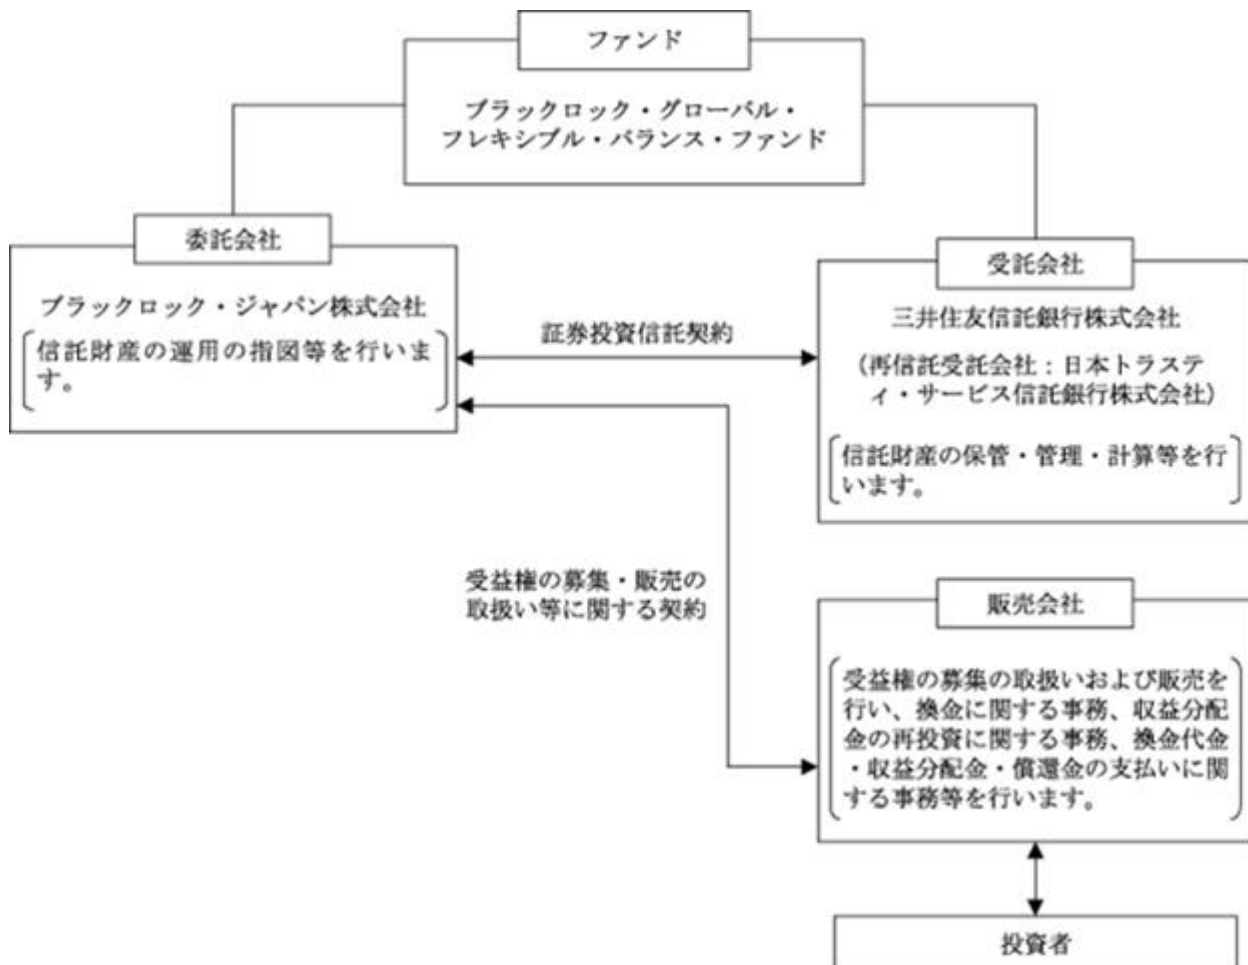 ファンド
ブラックロック・グローバル・
フレキシブル・バランス・ファンド
委託会社
ブラックロック・ジャパン株式会社
信託財産の運用の指図等を行いま
す。
証券投資信託契約
受託会社
三井住友信託銀行株式会社
（再信託受託会社：日本トラステ
ィ・サービス信託銀行株式会社）
信託財産の保管・管理・計算等を行
います。
受益権の募集・販売の
取扱い等に関する契約
販売会社
受益権の募集の取扱いおよび販売を
行い、換金に関する事務、収益分配
金の再投資に関する事務、換金代金
・収益分配金・償還金の支払いに関
する事務等を行います。
投資者